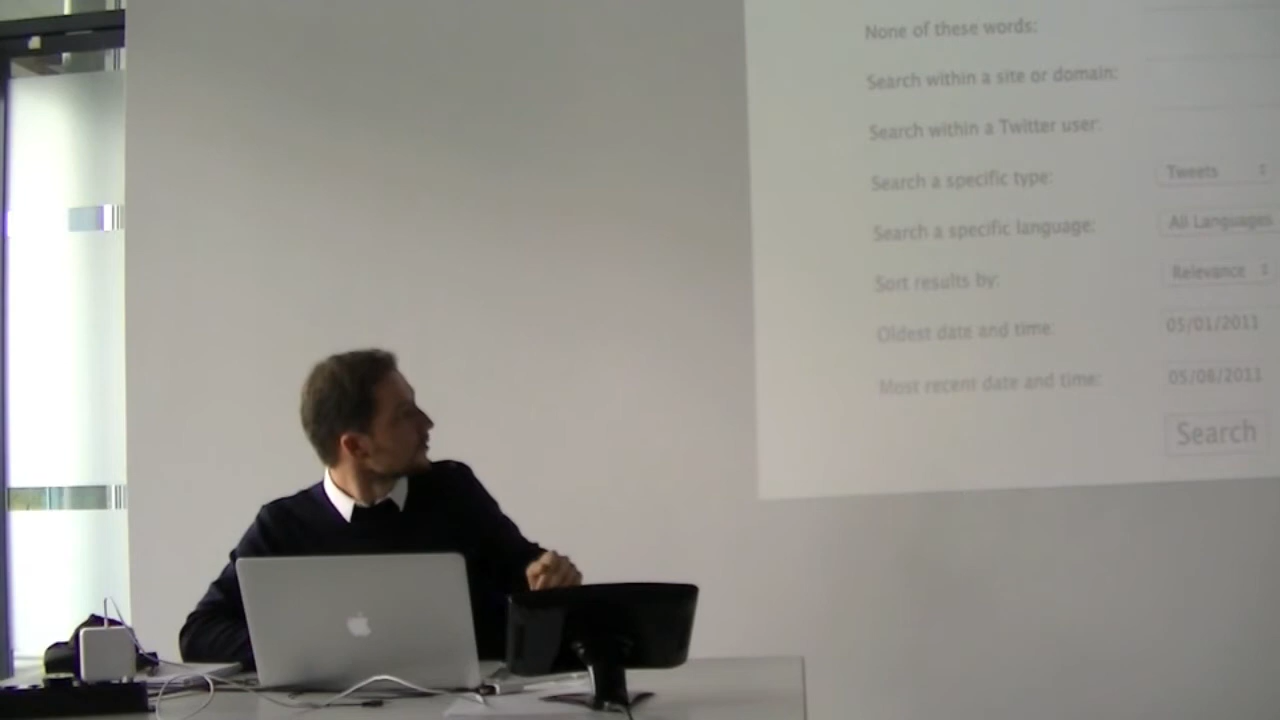 None of these words:
Search within a site or domain:
Search within a Twitter user:
Search a specific type: Tweets
Search a specific language: All Languages
Sort results by: Relevance
Oldest date and time: 05/01/2011
Most recent date and time: 05/06/2011
Search